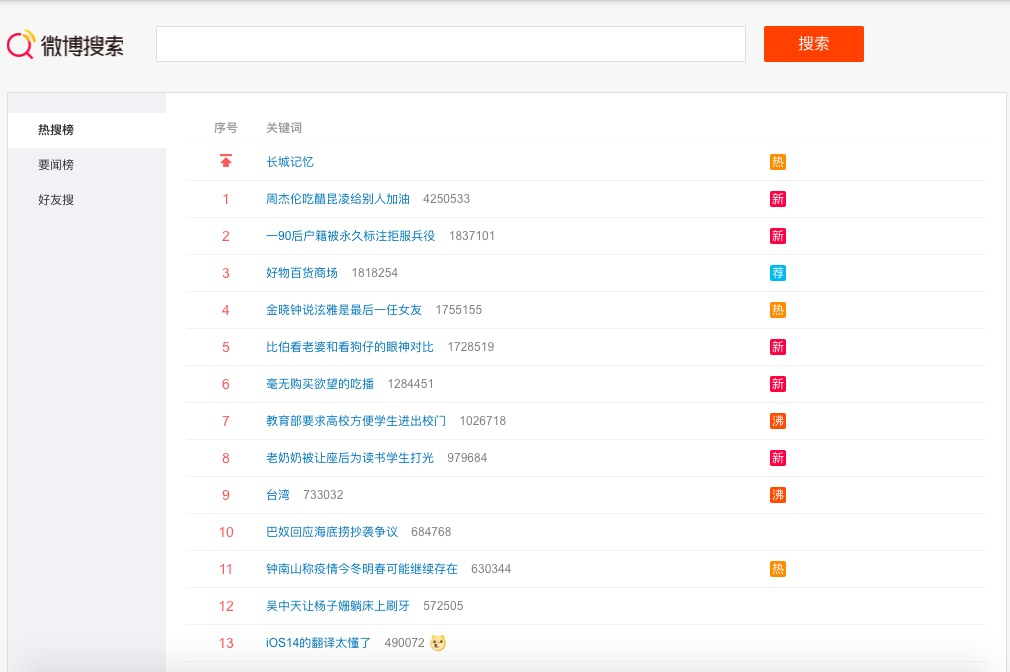 微博搜索
搜索
热搜榜
要闻榜
好友搜
序号 关键词
长城记忆 热
1 周杰伦吃醋昆凌给别人加油 4250533 新
2 一90后户籍被永久标注拒服兵役 1837101 新
3 好物百货商场 1818254 荐
4 金晓钟说泫雅是最后一任女友 1755155 热
5 比伯看老婆和看狗仔的眼神对比 1728519 新
6 毫无购买欲望的吃播 1284451 新
7 教育部要求高校方便学生进出校门 1026718 沸
8 老奶奶被让座后为读书学生打光 979684 新
9 台湾 733032 沸
10 巴奴回应海底捞抄袭争议 684768
11 钟南山称疫情今冬明春可能继续存在 630344 热
12 吴中天让杨子姗躺床上刷牙 572505
13 iOS14的翻译太懂了 490072